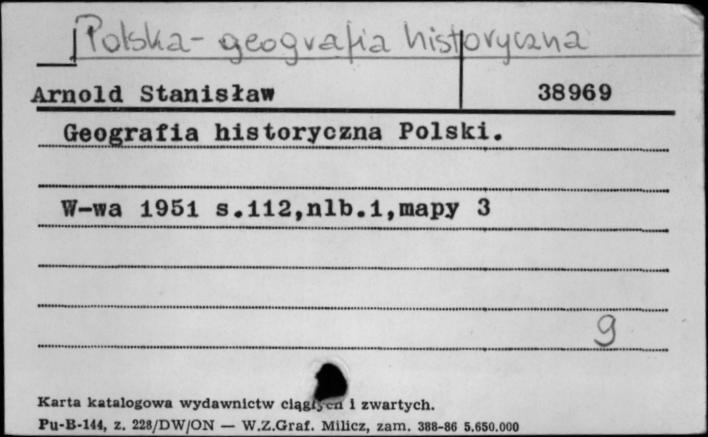 Polska - geografia historyczna
Arnold Stanisław 38969
Geografia historyczna Polski.
W-wa 1951 s.112,nlb.1,mapy 3
9
Karta katalogowa wydawnictw ciągłych i zwartych.
Pu-B-144, z. 228/DW/ON — W.Z.Graf. Milicz, zam. 388-86 5.650.000